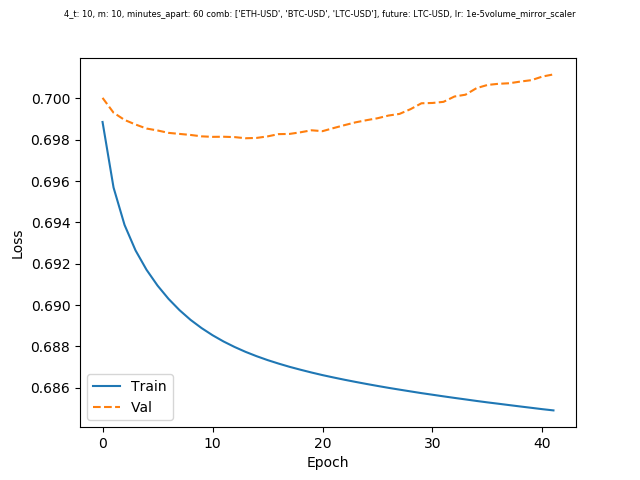 4_t: 10, m: 10, minutes_apart: 60 comb: ['ETH-USD', 'BTC-USD', 'LTC-USD'], future: LTC-USD, lr: 1e-5volume_mirror_scaler
0.700
0.698
0.696
0.694
0.692
0.690
0.688
0.686
Loss
Train
Val
0 10 20 30 40
Epoch